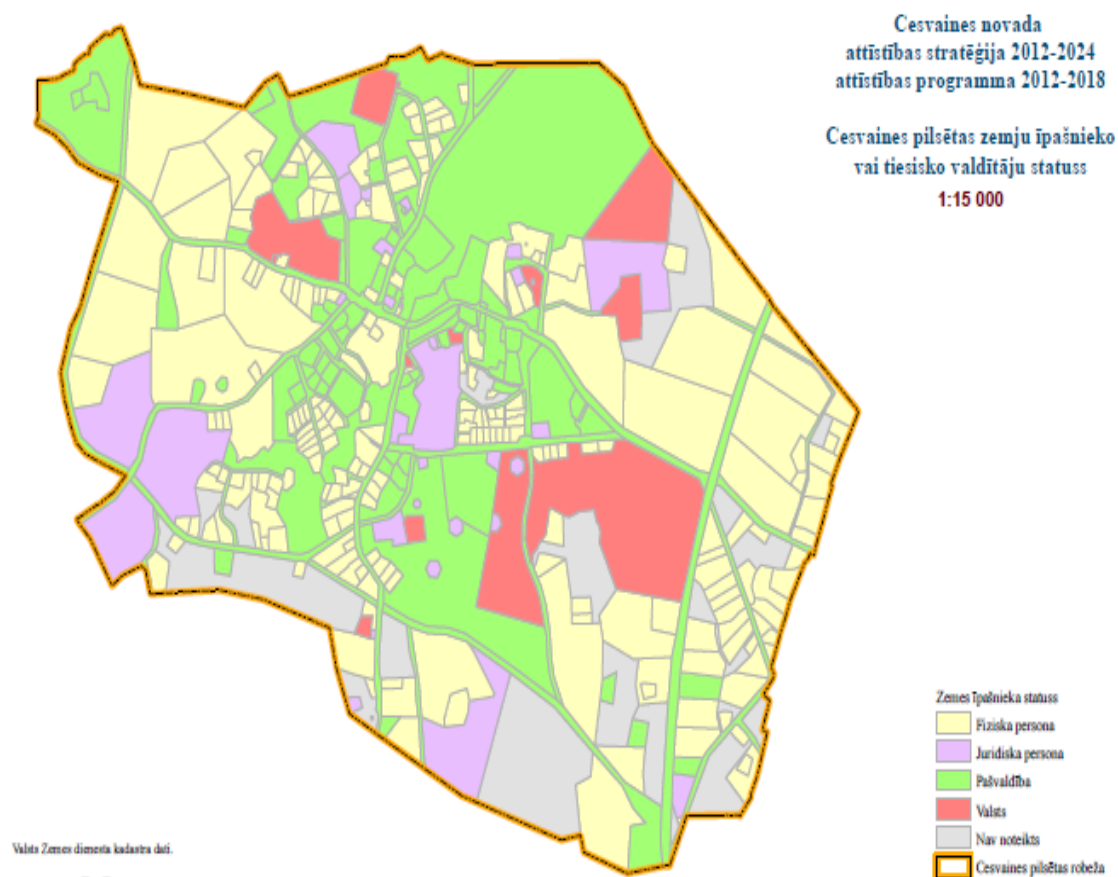 Cesvaines novada
attīstības stratēģija 2012-2024
attīstības programma 2012-2018
Cesvaines pilsētas zemju īpašnieko
vai tiesisko valdītāju statuss
1:15 000
Zemes īpašnieka statuss
Fiziska persona
Juridiska persona
Pašvaldība
Valsts
Nav noteikts
Cesvaines pilsētas robeža
Valsts Zemes dienesta kadastra dati.